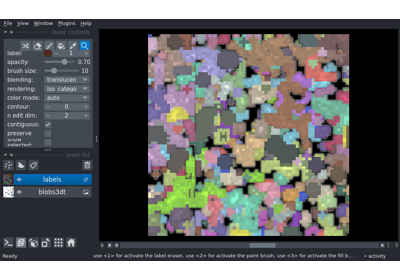 File View Plugins Window Help
layer controls
label: 1
opacity: 0.70
brush size: 10
blending: translucen
rendering: iso_catego
color mode: auto
contour: 0
n edit dim: 2
contiguous:
preserve
selected:
layer list
labels
blobs3dt
Ready
use <1> for activate the label eraser, use <2> for activate the paint brush, use <3> for activate the fill b...
activity